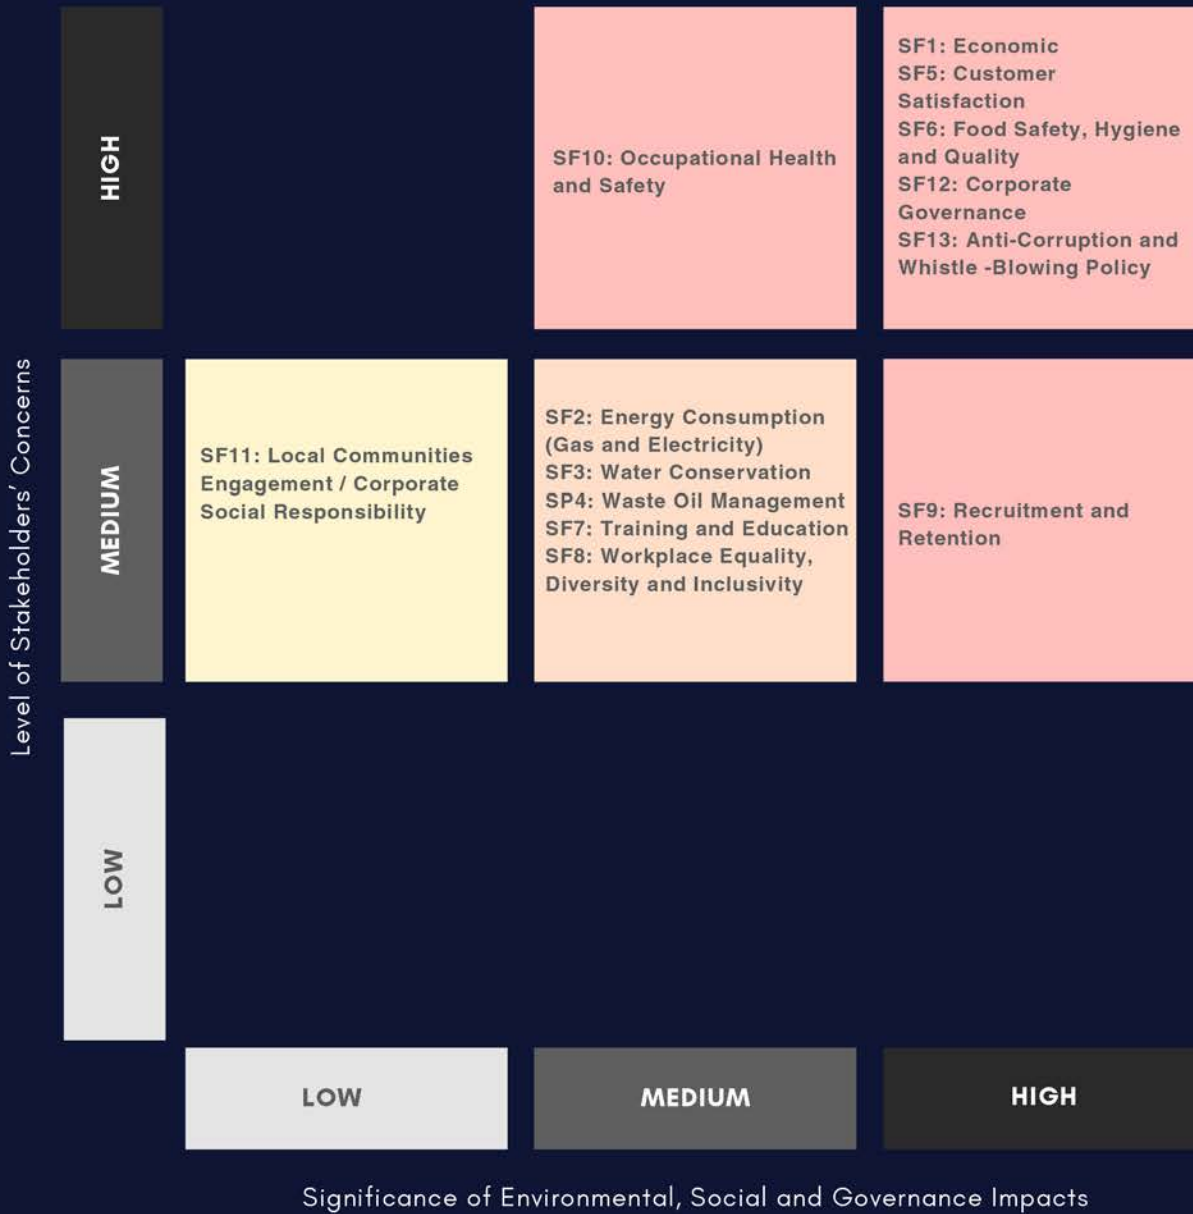 HIGH
SF10: Occupational Health
and Safety
SF1: Economic
SF5: Customer
Satisfaction
SF6: Food Safety, Hygiene
and Quality
SF12: Corporate
Governance
SF13: Anti-Corruption and
Whistle -Blowing Policy
Level of Stakeholders' Concerns
MEDIUM
SF11: Local Communities
Engagement / Corporate
Social Responsibility
SF2: Energy Consumption
(Gas and Electricity)
SF3: Water Conservation
SP4: Waste Oil Management
SF7: Training and Education
SF8: Workplace Equality,
Diversity and Inclusivity
SF9: Recruitment and
Retention
LOW
LOW
MEDIUM
HIGH
Significance of Environmental, Social and Governance Impacts